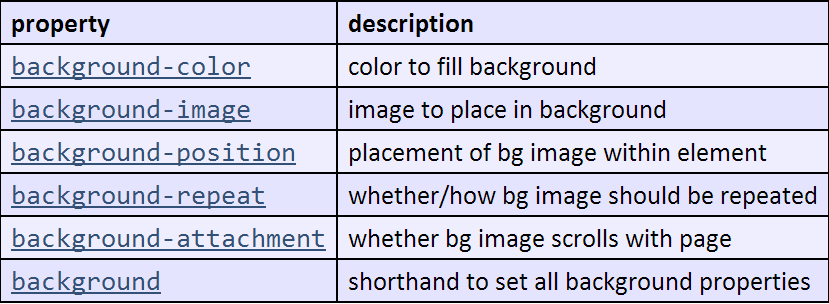 property description
background-color color to fill background
background-image image to place in background
background-position placement of bg image within element
background-repeat whether/how bg image should be repeated
background-attachment whether bg image scrolls with page
background shorthand to set all background properties